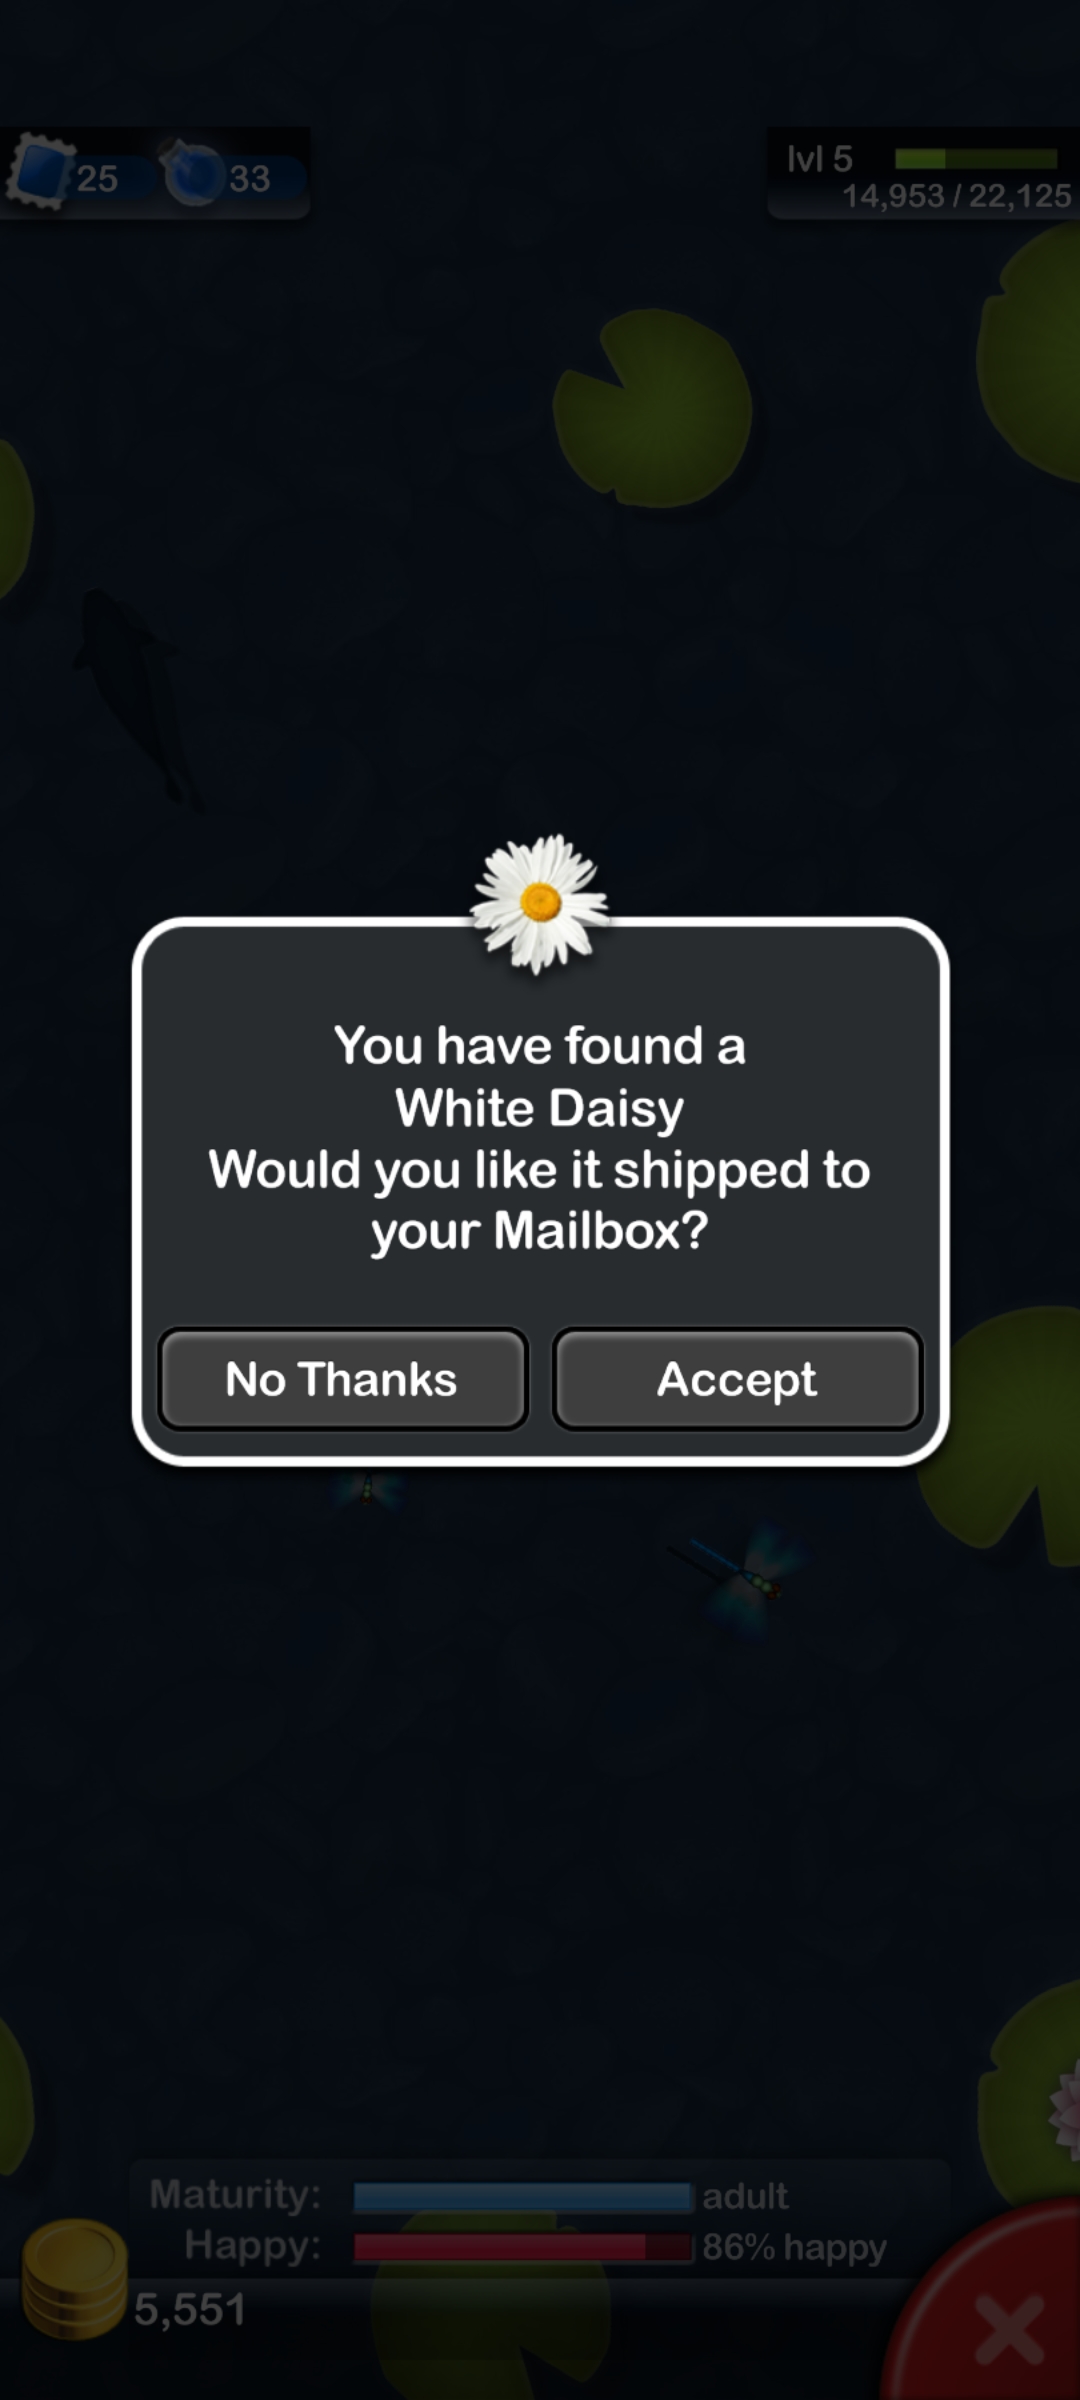 25 33
lvl 5
14,953 / 22,125
You have found a
White Daisy
Would you like it shipped to
your Mailbox?
No Thanks Accept
Maturity: adult
Happy: 86% happy
5,551